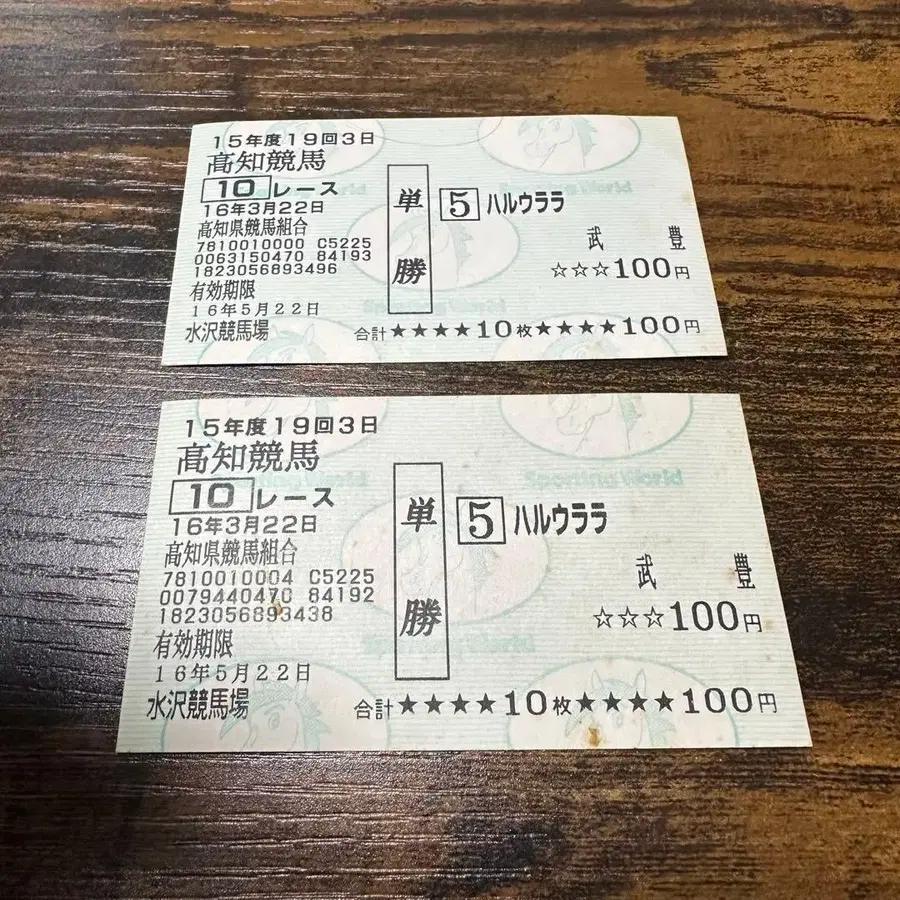 15年度19回3日
高知競馬
10レース
16年3月22日
高知県競馬組合
7810010000 C5225
0063150470 84193
1823056893496
有効期限
16年5月22日
水沢競馬場
単勝
5 ハルウララ
武 豊
☆☆☆100円
合計★★★★10枚★★★★100円
Sporting World
15年度19回3日
高知競馬
10レース
16年3月22日
高知県競馬組合
7810010004 C5225
0079440470 84192
1823056893438
有効期限
16年5月22日
水沢競馬場
単勝
5 ハルウララ
武 豊
☆☆☆100円
合計★★★★10枚★★★★100円
Sporting World